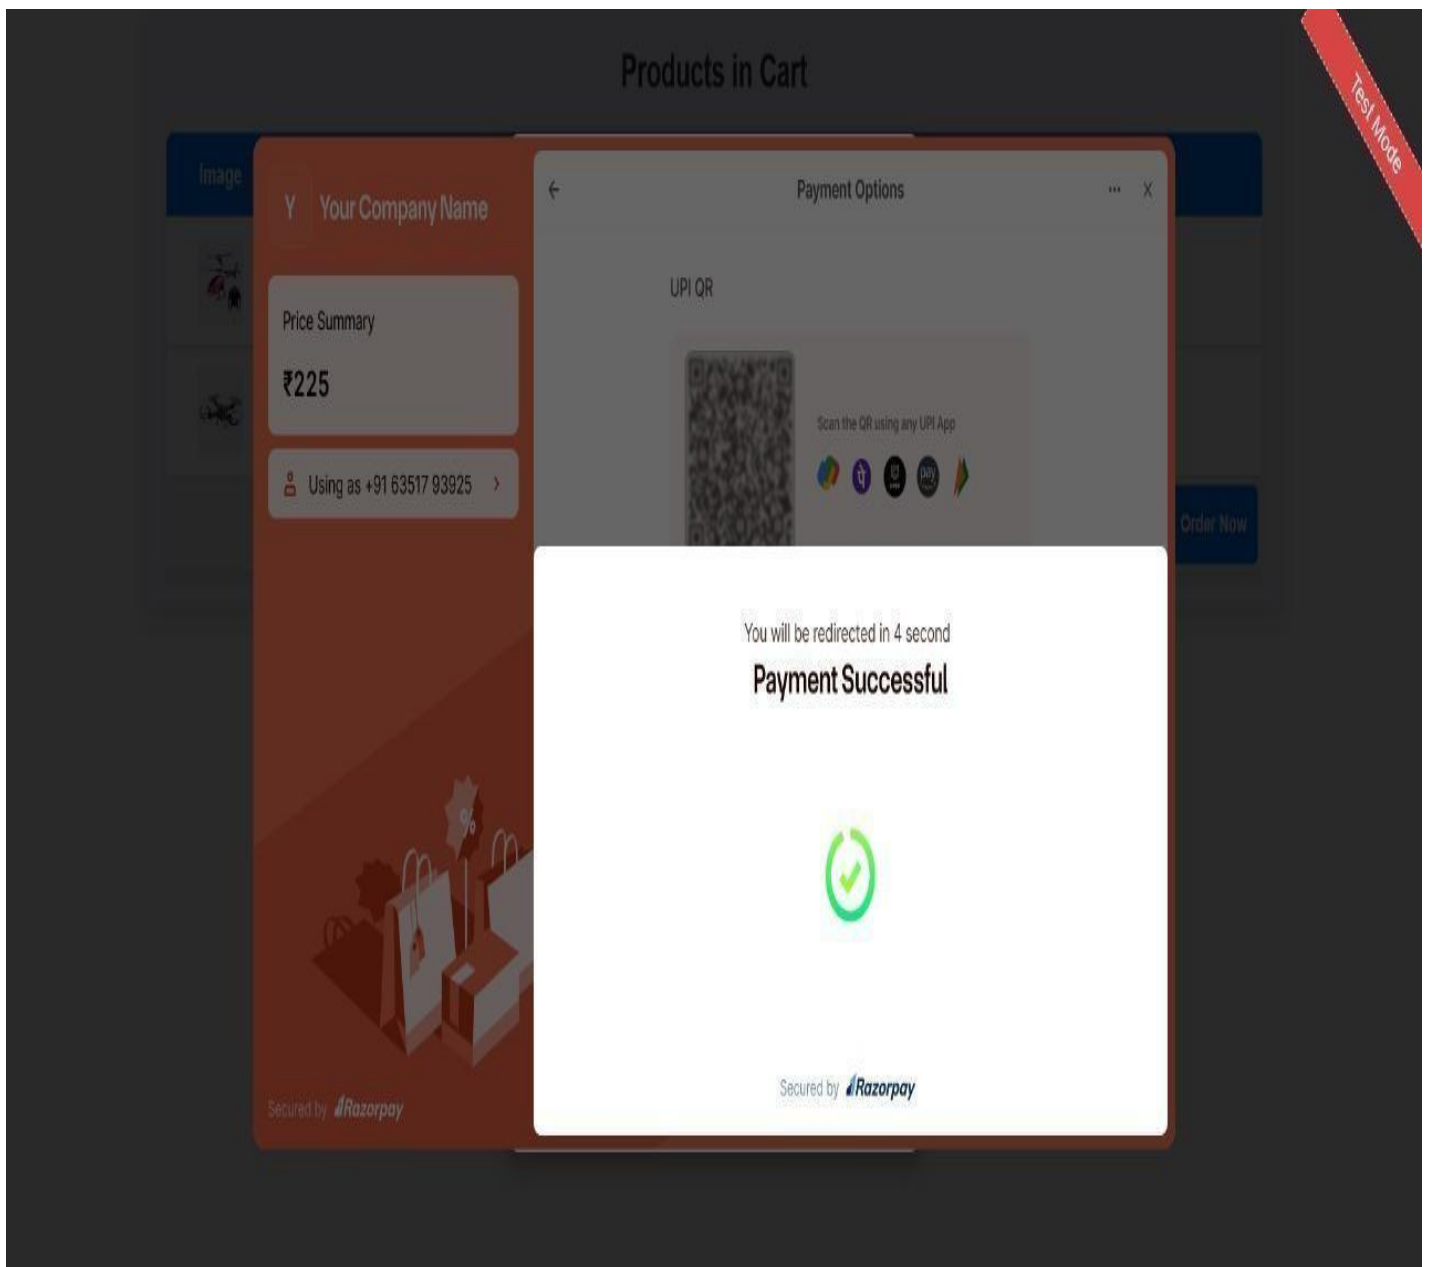 Products in Cart
Test Mode
Image
Y Your Company Name
← Payment Options ... X
UPI QR
Price Summary
₹225
Scan the QR using any UPI App
pay
Using as +91 63517 93925 >
Order Now
You will be redirected in 4 second
Payment Successful
%
Secured by Razorpay
Secured by Razorpay